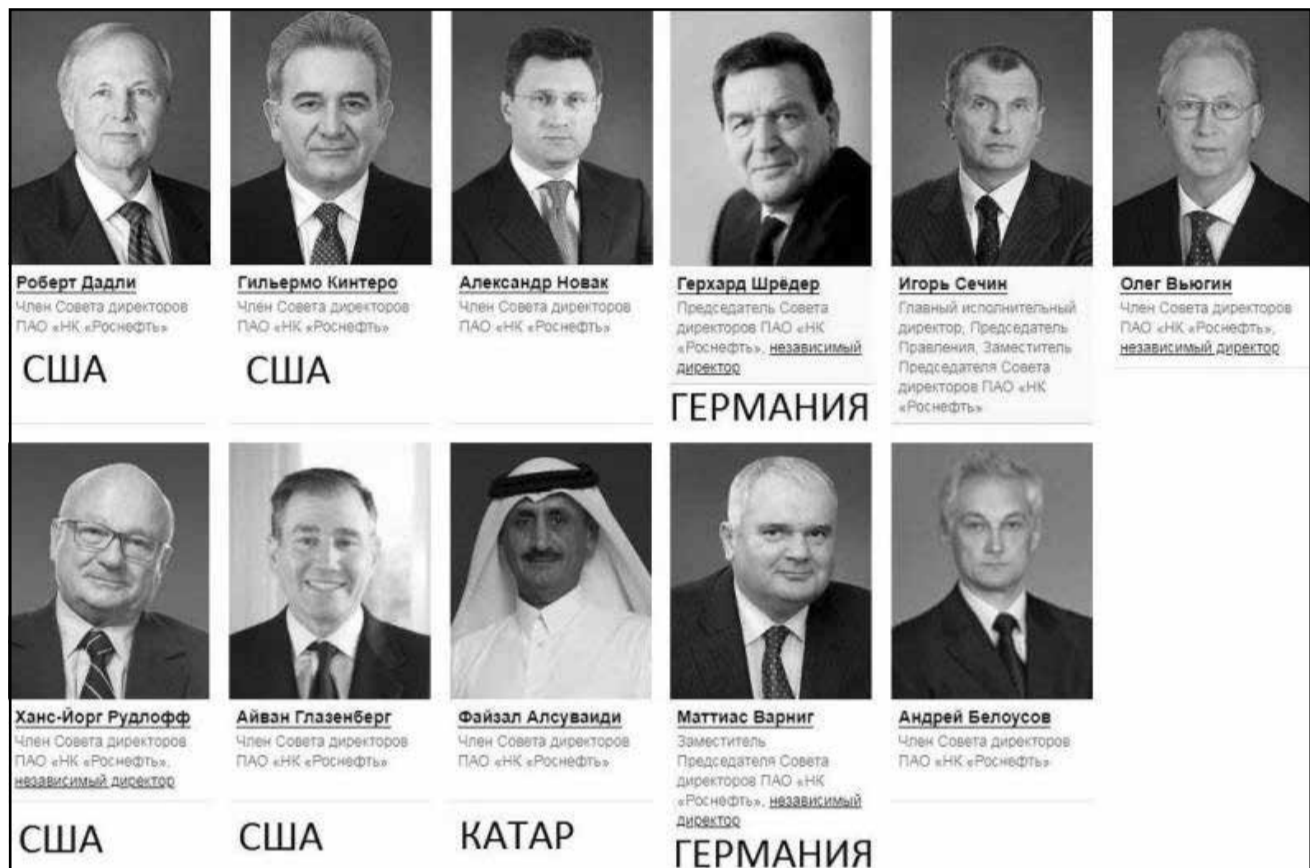 Роберт Дадли
Член Совета директоров
ПАО «НК «Роснефть»
США
Гильермо Кинтеро
Член Совета директоров
ПАО «НК «Роснефть»
США
Александр Новак
Член Совета директоров
ПАО «НК «Роснефть»
Герхард Шрёдер
Председатель Совета
директоров ПАО «НК
«Роснефть», независимый
директор
ГЕРМАНИЯ
Игорь Сечин
Главный исполнительный
директор, Председатель
Правления, Заместитель
Председателя Совета
директоров ПАО «НК
«Роснефть»
Олег Вьюгин
Член Совета директоров
ПАО «НК «Роснефть»,
независимый директор
Ханс-Йорг Рудлофф
Член Совета директоров
ПАО «НК «Роснефть»,
независимый директор
США
Айван Глазенберг
Член Совета директоров
ПАО «НК «Роснефть»
США
Файзал Алсуваиди
Член Совета директоров
ПАО «НК «Роснефть»
КАТАР
Маттиас Варниг
Заместитель
Председателя Совета
директоров ПАО «НК
«Роснефть», независимый
директор
ГЕРМАНИЯ
Андрей Белоусов
Член Совета директоров
ПАО «НК «Роснефть»